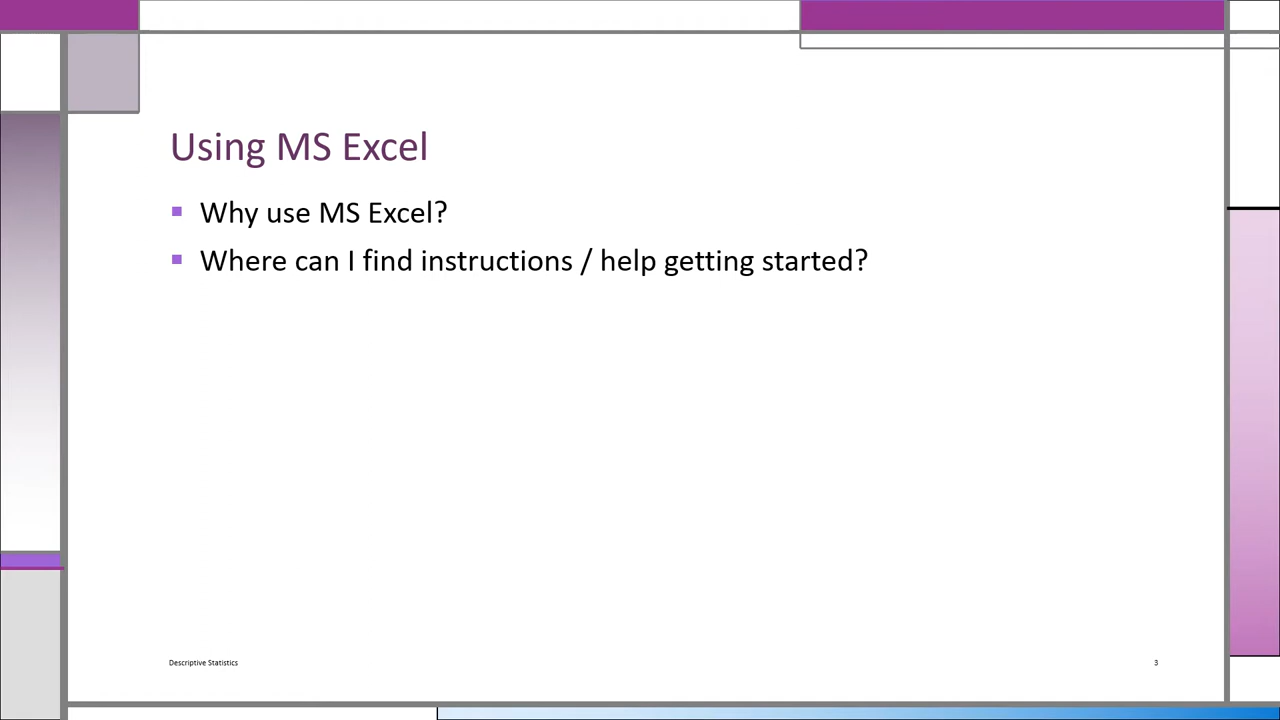 Using MS Excel
Why use MS Excel?
Where can I find instructions / help getting started?
Descriptive Statistics
3